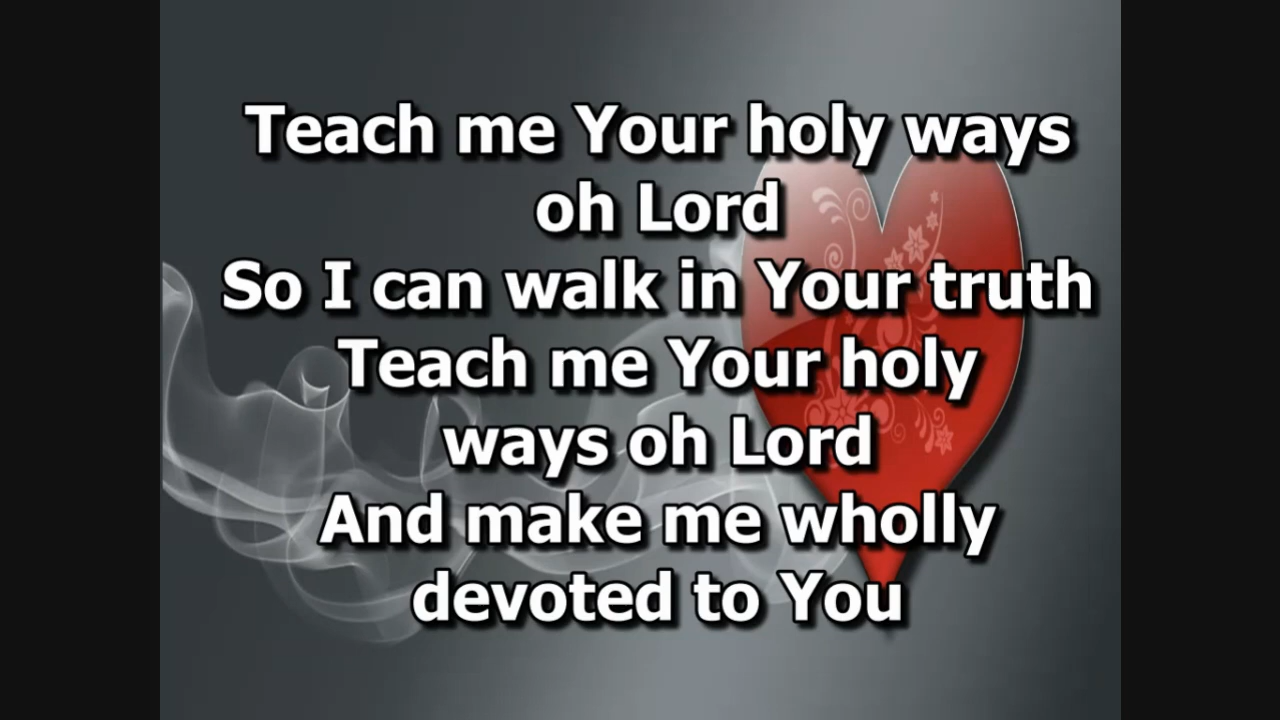 Teach me Your holy ways
oh Lord
So I can walk in Your truth
Teach me Your holy
ways oh Lord
And make me wholly
devoted to You